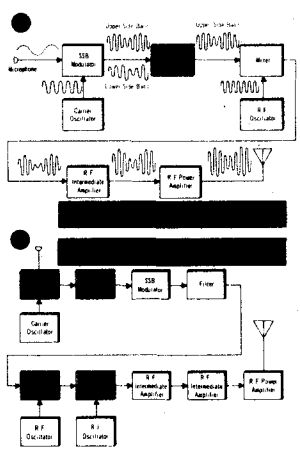 Upper Side Band
Upper Side Band
Microphone
SSB
Modulator
Mixer
Lower Side Band
Carrier
Oscillator
R F
Oscillator
R F
Intermediate
Amplifier
R F Power
Amplifier
SSB
Modulator
Filter
Carrier
Oscillator
R F
Intermediate
Amplifier
R F
Intermediate
Amplifier
R F Power
Amplifier
R F
Oscillator
R F
Oscillator